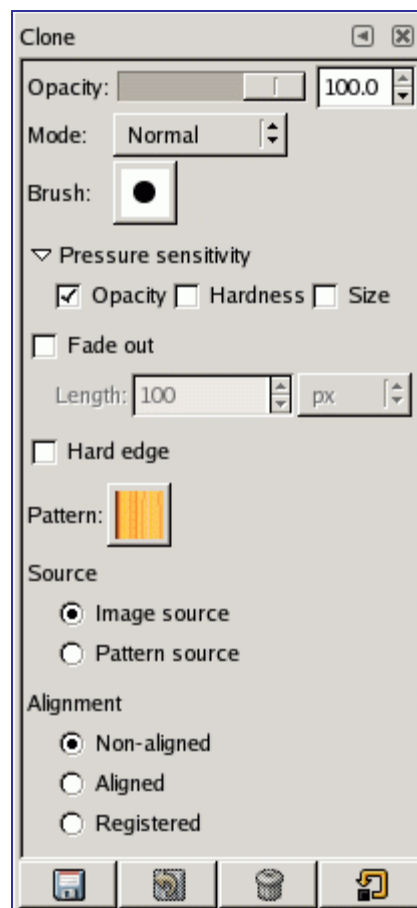 Clone
Opacity: 100.0
Mode: Normal
Brush:
Pressure sensitivity
Opacity Hardness Size
Fade out
Length: 100 px
Hard edge
Pattern:
Source
Image source
Pattern source
Alignment
Non-aligned
Aligned
Registered